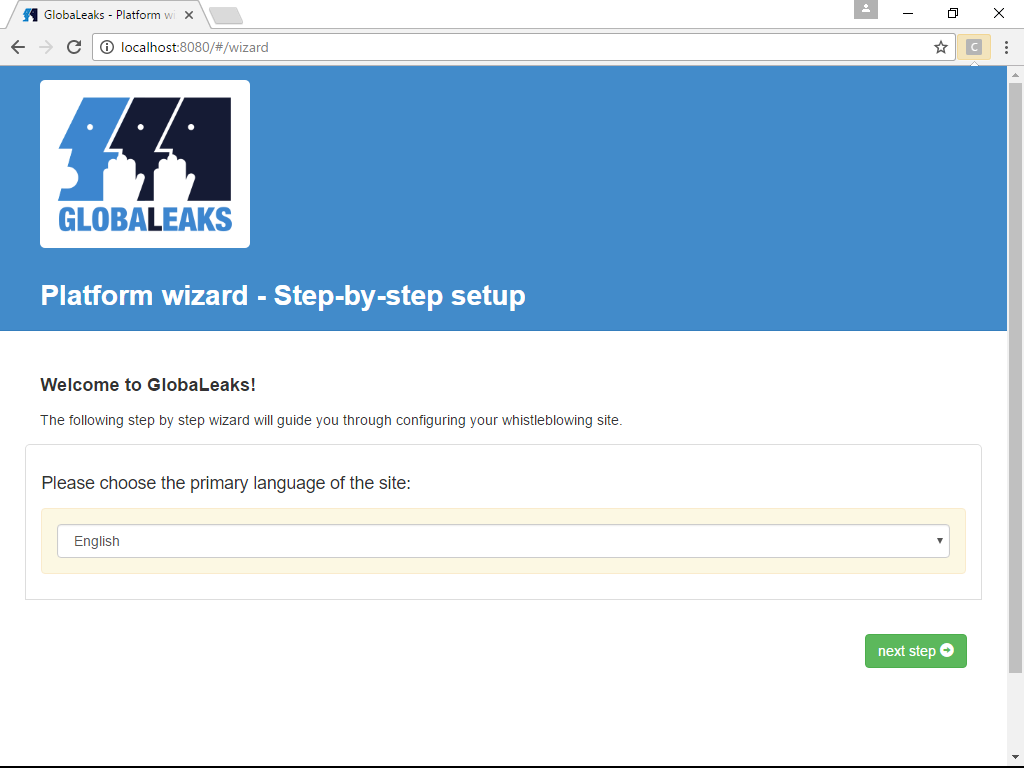 GlobaLeaks - Platform wi
localhost:8080/#/wizard
C
GLOBALEAKS
Platform wizard - Step-by-step setup
Welcome to GlobaLeaks!
The following step by step wizard will guide you through configuring your whistleblowing site.
Please choose the primary language of the site:
English
next step